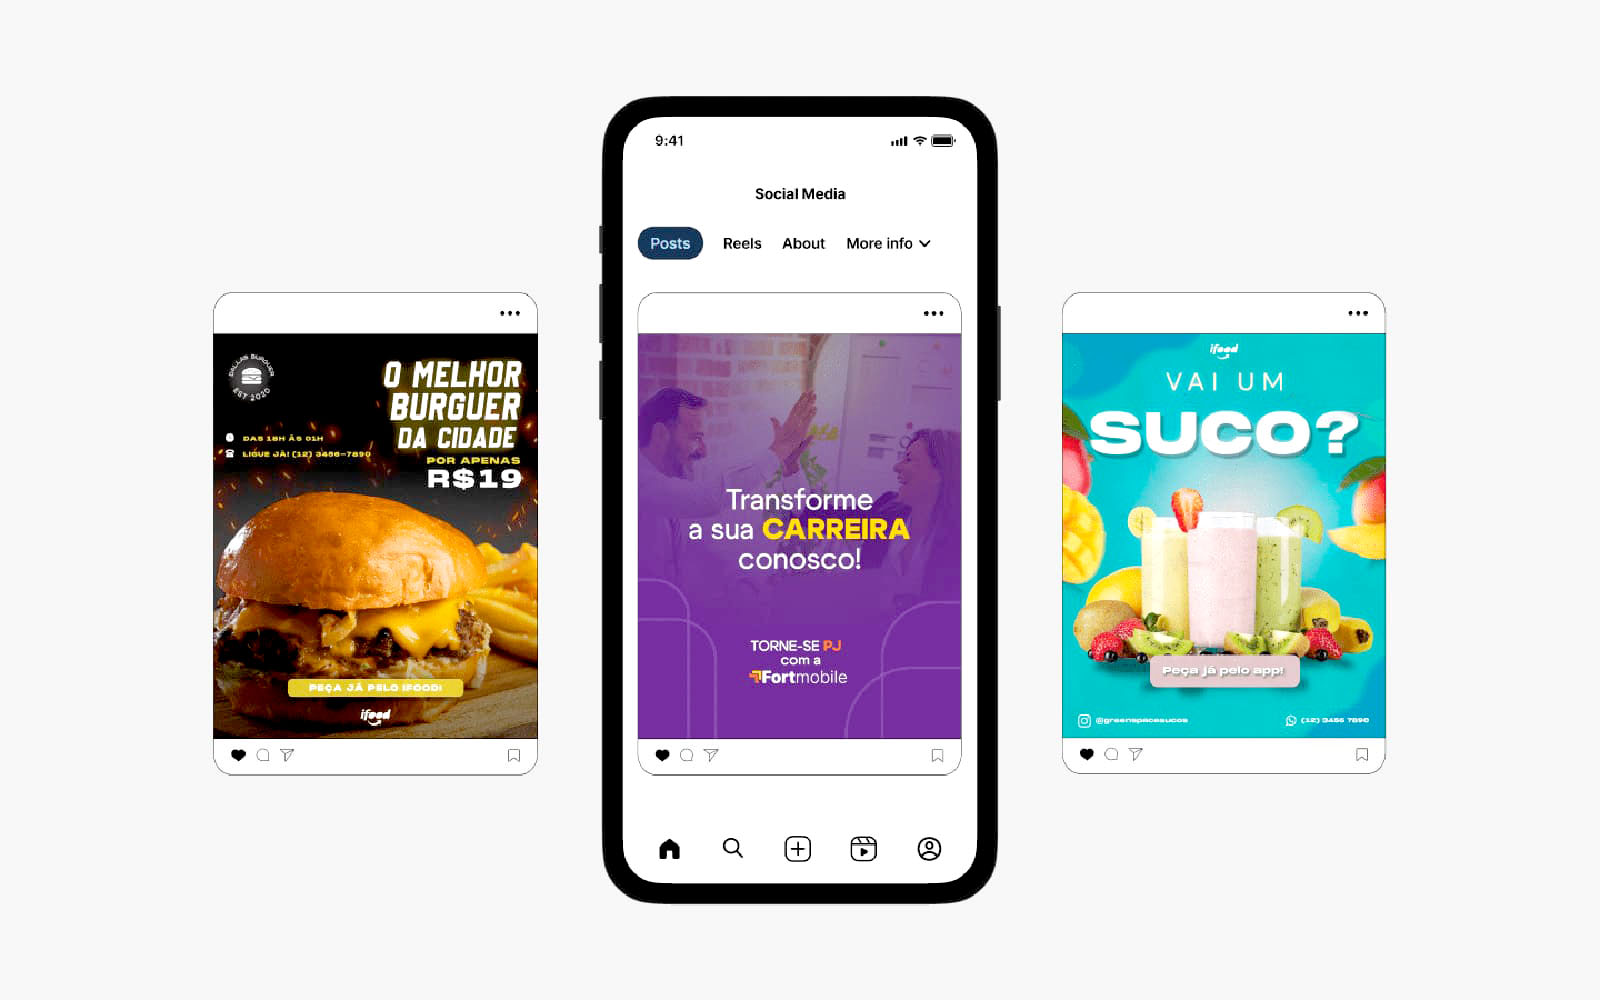 9:41
Social Media
Posts Reels About More info
DALLAS BURGUER
EST 2020
O MELHOR
BURGUER
DA CIDADE
POR APENAS
R$19
DAS 18H ÀS 01H
LIGUE JÁ! (12) 3456-7890
PEÇA JÁ PELO IFOOD!
ifood
Transforme
a sua CARREIRA
conosco!
TORNE-SE PJ
com a
Fortmobile
ifood
VAI UM
SUCO?
Peça já pelo app!
@greenspacesucos
(12) 3456 7890